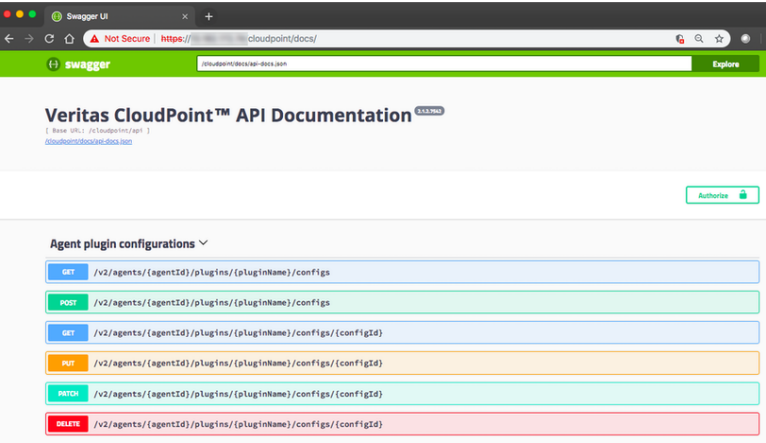 Swagger UI
Not Secure https:// cloudpoint/docs/
swagger
/cloudpoint/docs/api-docs.json
Explore
Veritas CloudPoint™ API Documentation
[ Base URL: /cloudpoint/api ]
/cloudpoint/docs/api-docs.json
Authorize
Agent plugin configurations
GET /v2/agents/{agentId}/plugins/{pluginName}/configs
POST /v2/agents/{agentId}/plugins/{pluginName}/configs
GET /v2/agents/{agentId}/plugins/{pluginName}/configs/{configId}
PUT /v2/agents/{agentId}/plugins/{pluginName}/configs/{configId}
PATCH /v2/agents/{agentId}/plugins/{pluginName}/configs/{configId}
DELETE /v2/agents/{agentId}/plugins/{pluginName}/configs/{configId}